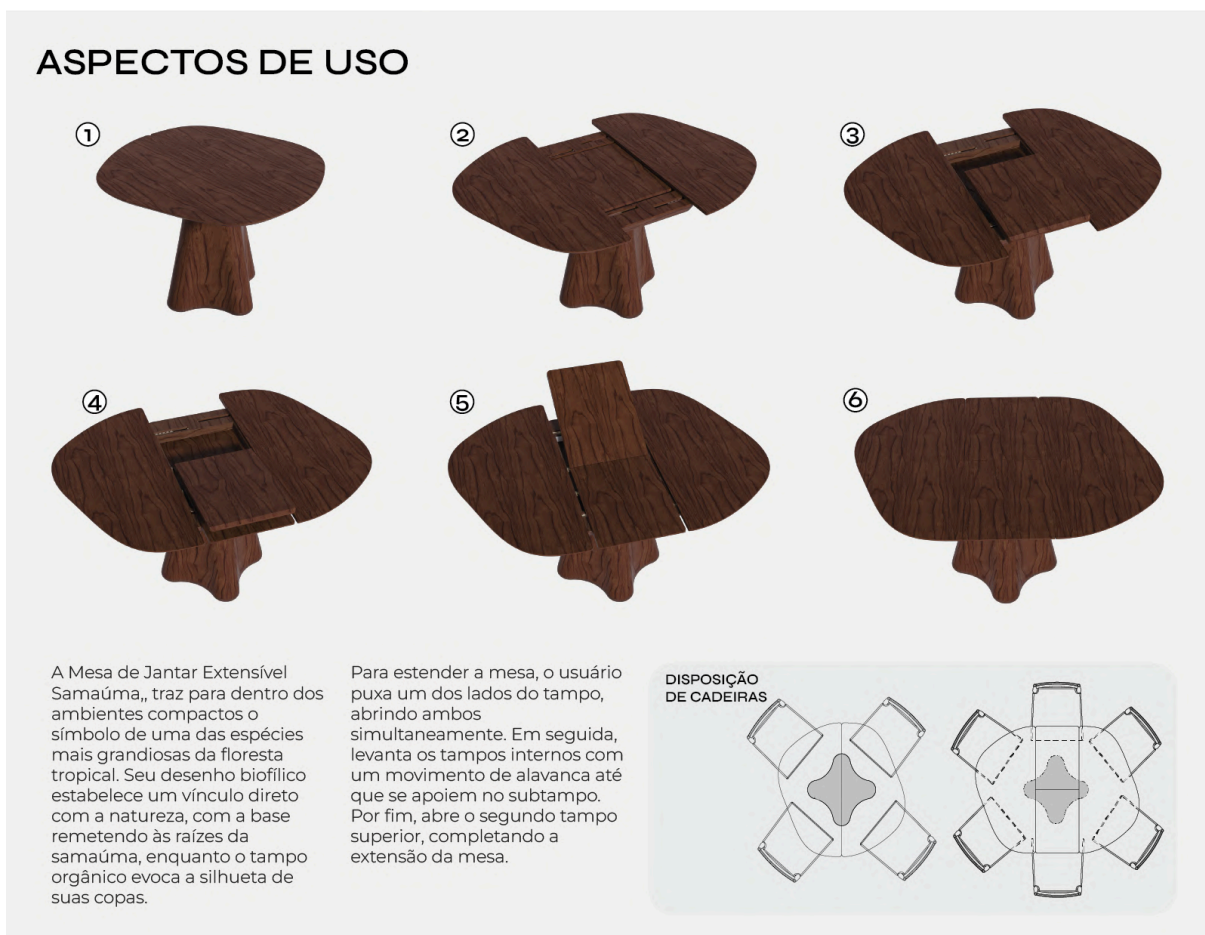 ASPECTOS DE USO
1
2
3
4
5
6
A Mesa de Jantar Extensível
Samaúma,, traz para dentro dos
ambientes compactos o
símbolo de uma das espécies
mais grandiosas da floresta
tropical. Seu desenho biofílico
estabelece um vínculo direto
com a natureza, com a base
remetendo às raízes da
samaúma, enquanto o tampo
orgânico evoca a silhueta de
suas copas.
Para estender a mesa, o usuário
puxa um dos lados do tampo,
abrindo ambos
simultaneamente. Em seguida,
levanta os tampos internos com
um movimento de alavanca até
que se apoiem no subtampo.
Por fim, abre o segundo tampo
superior, completando a
extensão da mesa.
DISPOSIÇÃO
DE CADEIRAS